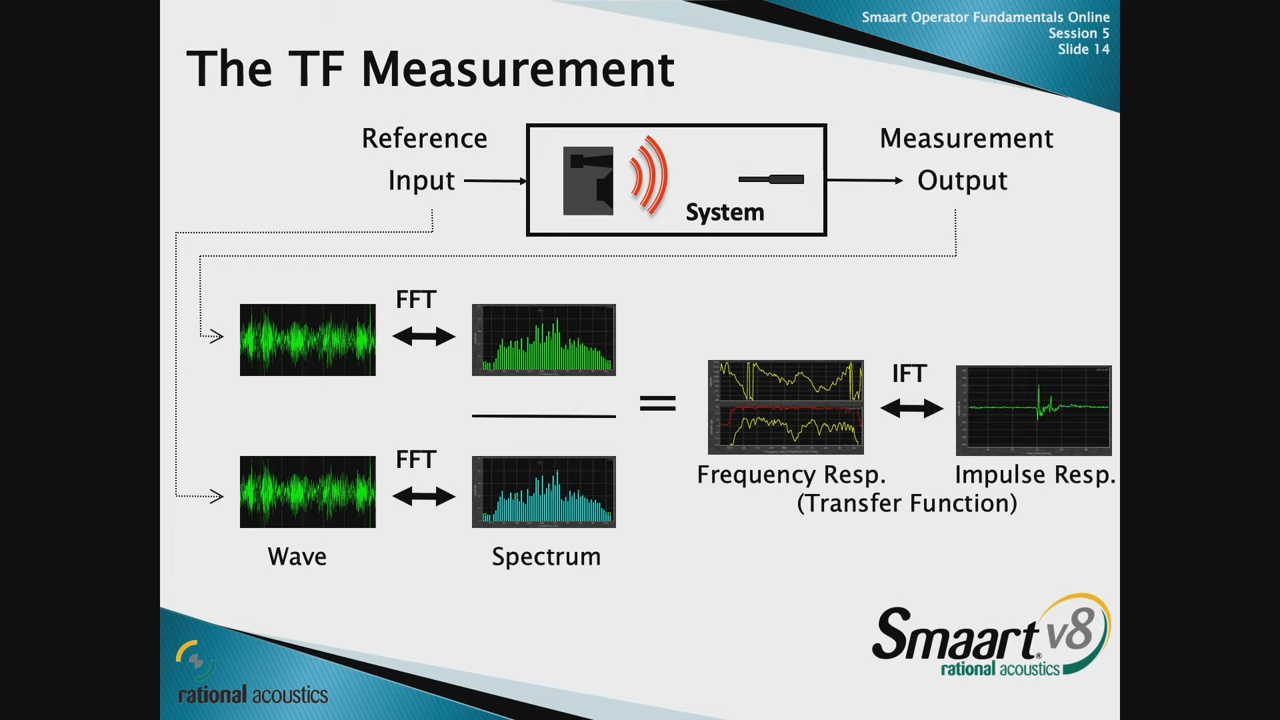 Smaart Operator Fundamentals Online
Session 5
Slide 14
The TF Measurement
Reference
Input
System
Measurement
Output
FFT
FFT
Wave
Spectrum
=
IFT
Frequency Resp.
Impulse Resp.
(Transfer Function)
rational acoustics
Smaart® v8
rational acoustics